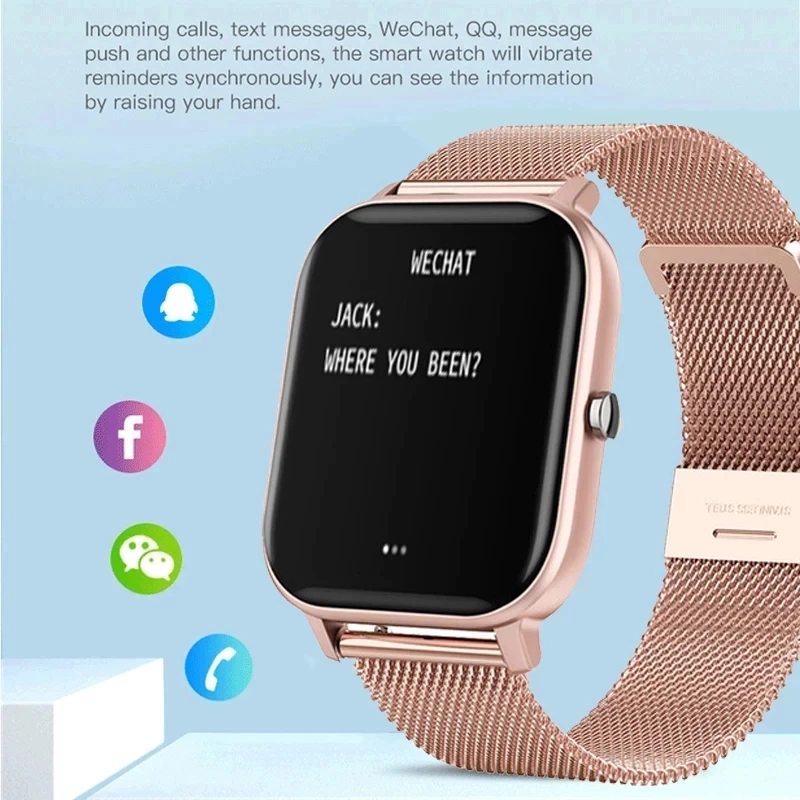 Incoming calls, text messages, WeChat, QQ, message
push and other functions, the smart watch will vibrate
reminders synchronously, you can see the information
by raising your hand.
WECHAT
JACK:
WHERE YOU BEEN?
f